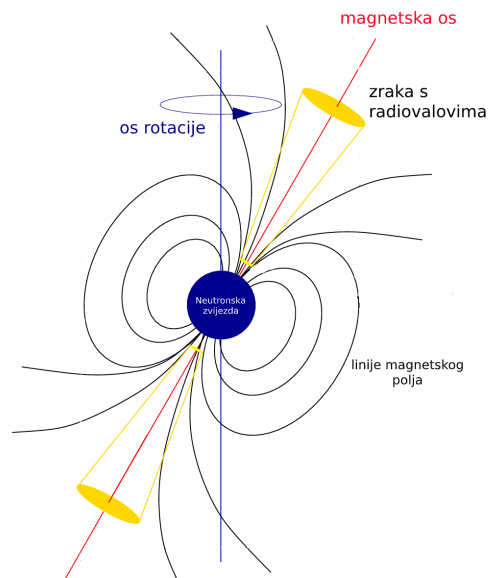 magnetska os
zraka s
radiovalovima
os rotacije
Neutronska
zvijezda
linije magnetskog
polja